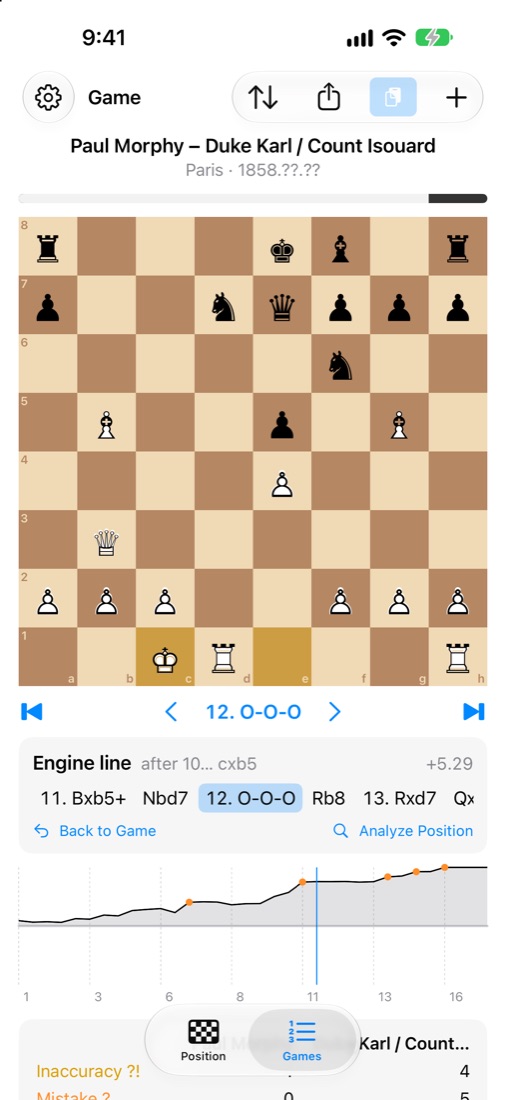 9:41
Game
Paul Morphy – Duke Karl / Count Isouard
Paris · 1858.??.??
8
7
6
5
4
3
2
1
a b c d e f g h
12. O-O-O
Engine line after 10... cxb5 +5.29
11. Bxb5+ Nbd7 12. O-O-O Rb8 13. Rxd7 Qx
Back to Game Analyze Position
1 3 6 8 11 13 16
Karl / Count...
Position Games
Inaccuracy ?! 4
Mistake ? 0 5